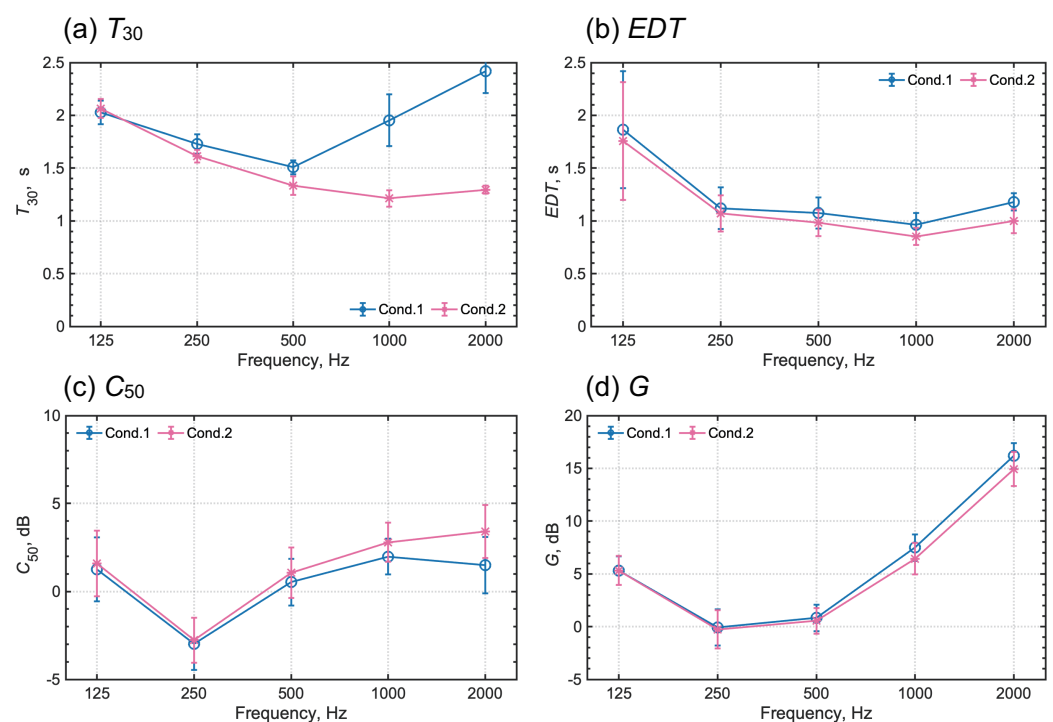 (a) T30
(b) EDT
2.5
2
1.5
1
0.5
0
T30, s
Cond.1 Cond.2
125 250 500 1000 2000
Frequency, Hz
2.5
2
1.5
1
0.5
0
EDT, s
Cond.1 Cond.2
125 250 500 1000 2000
Frequency, Hz
(c) C50
(d) G
10
5
0
-5
C50, dB
Cond.1 Cond.2
125 250 500 1000 2000
Frequency, Hz
20
15
10
5
0
-5
G, dB
Cond.1 Cond.2
125 250 500 1000 2000
Frequency, Hz